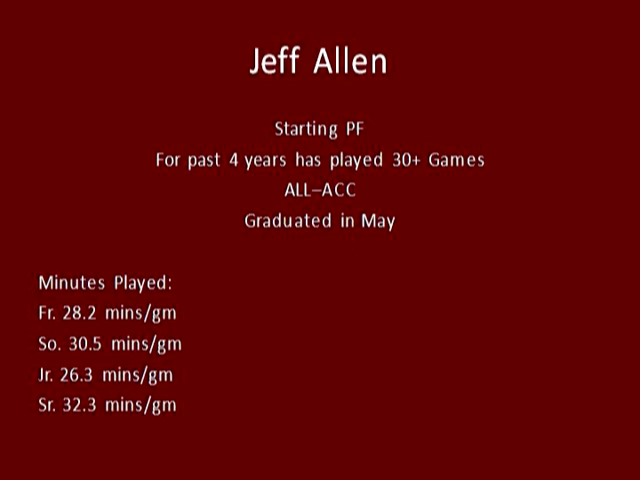 Jeff Allen
Starting PF
For past 4 years has played 30+ Games
ALL–ACC
Graduated in May
Minutes Played:
Fr. 28.2 mins/gm
So. 30.5 mins/gm
Jr. 26.3 mins/gm
Sr. 32.3 mins/gm